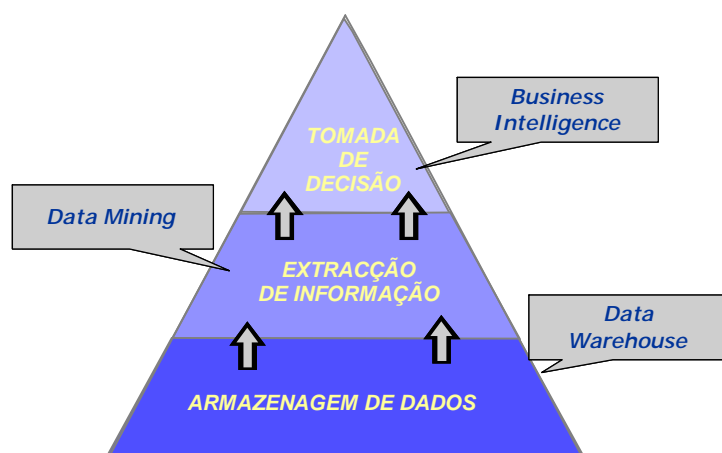 Business
Intelligence
TOMADA
DE
DECISÃO
Data Mining
EXTRACÇÃO
DE INFORMAÇÃO
Data
Warehouse
ARMAZENAGEM DE DADOS